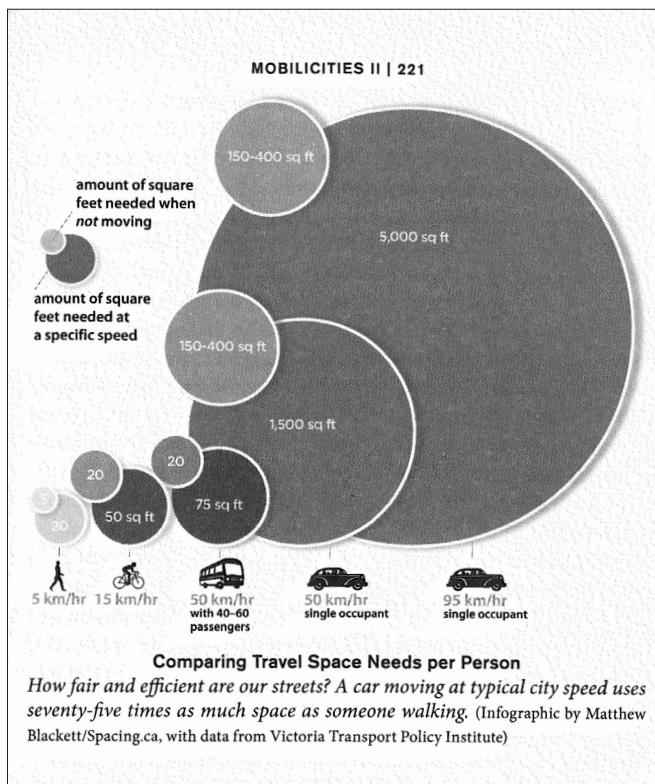 MOBILICITIES II | 221
150-400 sq ft
5,000 sq ft
amount of square
feet needed when
not moving
amount of square
feet needed at
a specific speed
150-400 sq ft
1,500 sq ft
20
20
75 sq ft
50 sq ft
5
20
5 km/hr
15 km/hr
50 km/hr
with 40–60
passengers
50 km/hr
single occupant
95 km/hr
single occupant
Comparing Travel Space Needs per Person
How fair and efficient are our streets? A car moving at typical city speed uses
seventy-five times as much space as someone walking. (Infographic by Matthew
Blackett/Spacing.ca, with data from Victoria Transport Policy Institute)